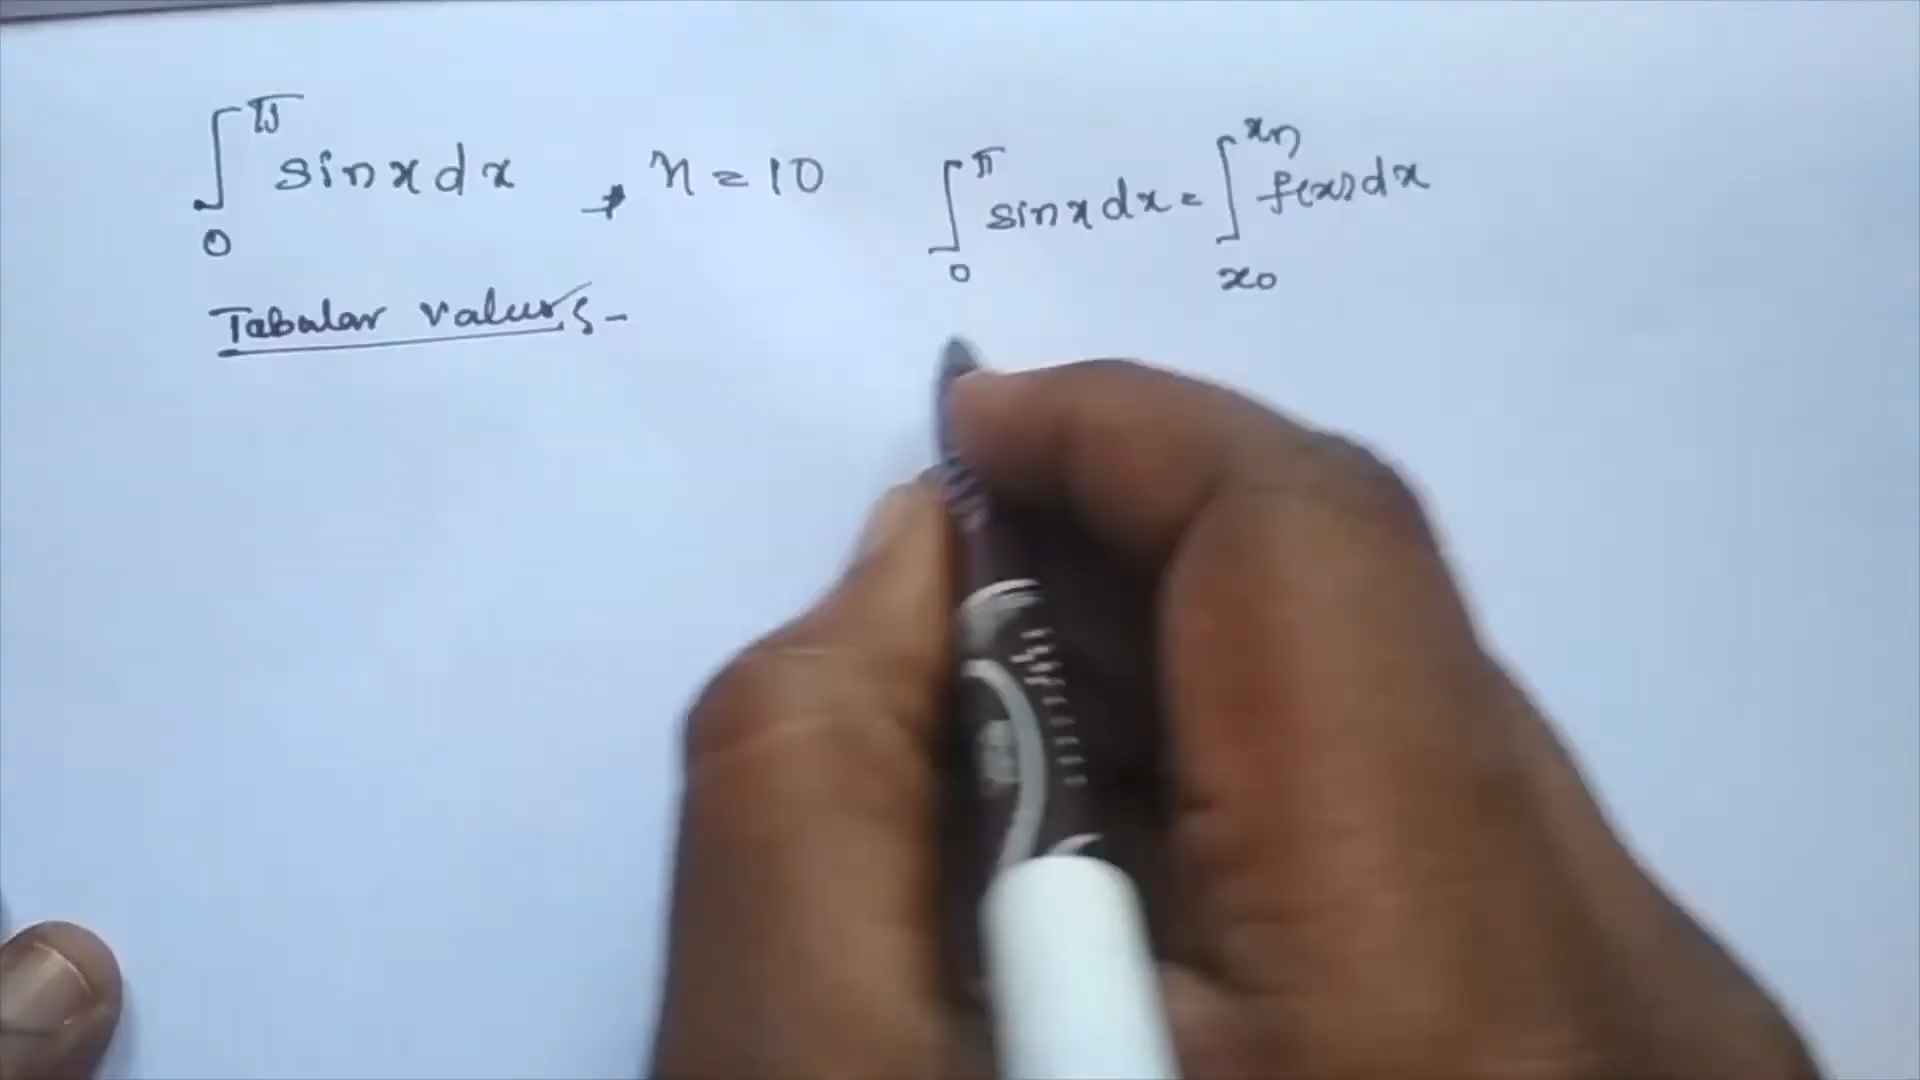 ∫₀^π sin x dx , n = 10
∫₀^π sin x dx = ∫_{x0}^{xn} f(x) dx
Tabular values -